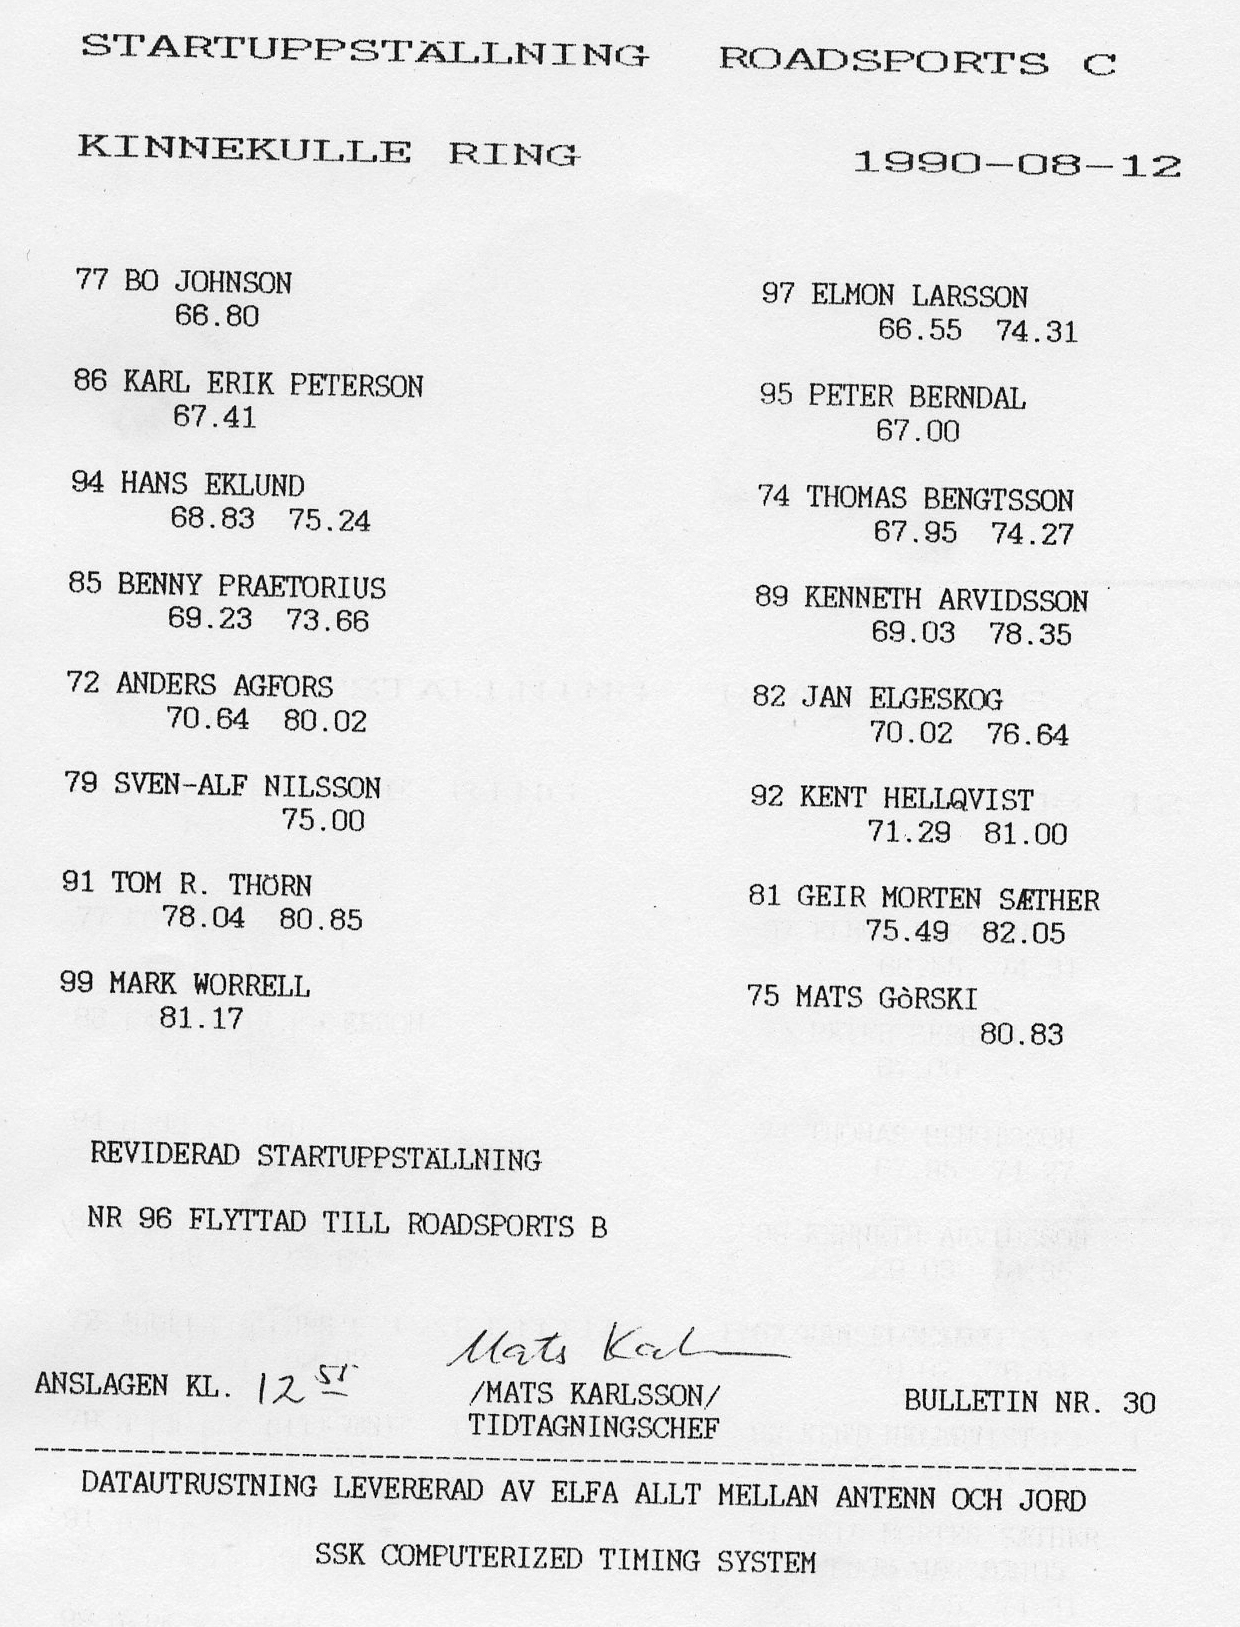 STARTUPPSTÄLLNING ROADSPORTS C
KINNEKULLE RING 1990-08-12
77 BO JOHNSON
66.80
97 ELMON LARSSON
66.55 74.31
86 KARL ERIK PETERSON
67.41
95 PETER BERNDAL
67.00
94 HANS EKLUND
68.83 75.24
74 THOMAS BENGTSSON
67.95 74.27
85 BENNY PRAETORIUS
69.23 73.66
89 KENNETH ARVIDSSON
69.03 78.35
72 ANDERS AGFORS
70.64 80.02
82 JAN ELGESKOG
70.02 76.64
79 SVEN-ALF NILSSON
75.00
92 KENT HELLQVIST
71.29 81.00
91 TOM R. THÖRN
78.04 80.85
81 GEIR MORTEN SÆTHER
75.49 82.05
99 MARK WORRELL
81.17
75 MATS GòRSKI
80.83
REVIDERAD STARTUPPSTÄLLNING
NR 96 FLYTTAD TILL ROADSPORTS B
Mats Karlsson
ANSLAGEN KL. 12 51 /MATS KARLSSON/ BULLETIN NR. 30
TIDTAGNINGSCHEF
DATAUTRUSTNING LEVERERAD AV ELFA ALLT MELLAN ANTENN OCH JORD
SSK COMPUTERIZED TIMING SYSTEM